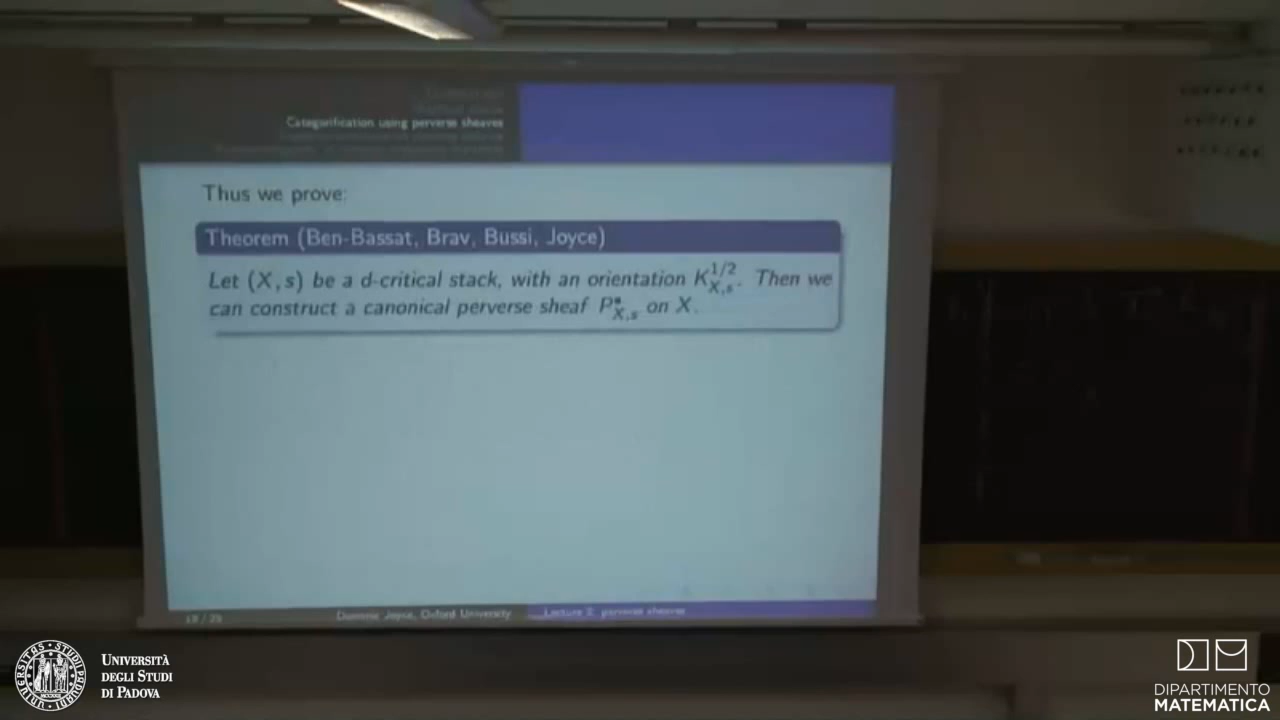 Categorification using perverse sheaves
Thus we prove:
Theorem (Ben-Bassat, Brav, Bussi, Joyce)
Let (X, s) be a d-critical stack, with an orientation K_{X,s}^{1/2}. Then we
can construct a canonical perverse sheaf P^•_{X,s} on X.
Dominic Joyce, Oxford University
Lecture 2: perverse sheaves
UNIVERSITÀ
DEGLI STUDI
DI PADOVA
DIPARTIMENTO
MATEMATICA